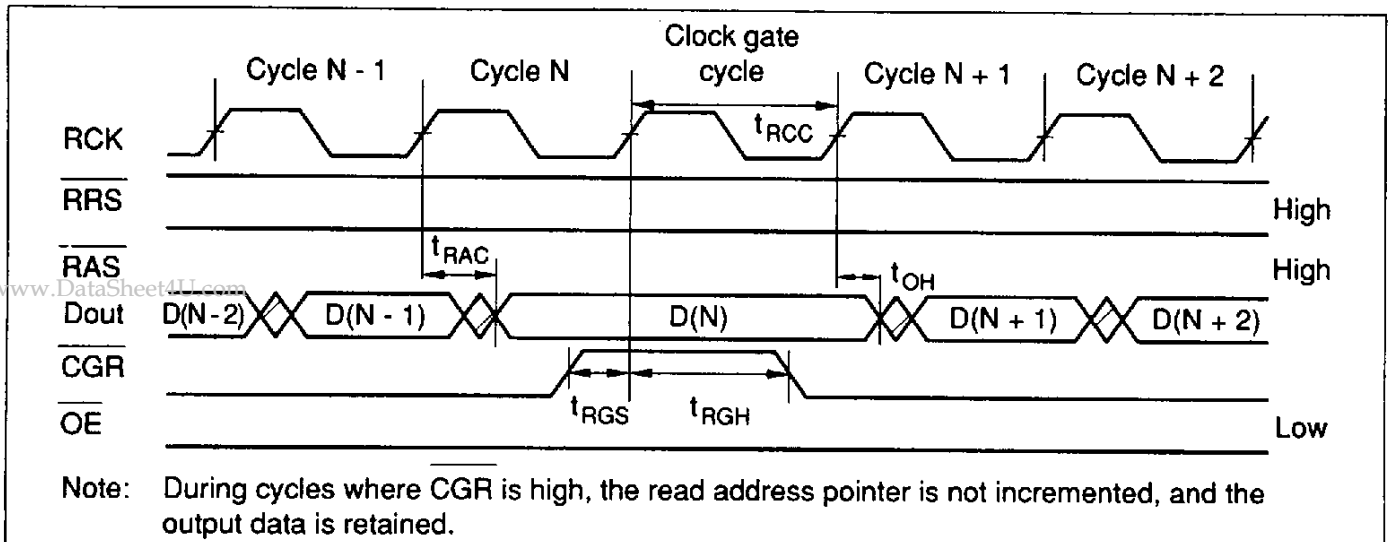 Clock gate
Cycle N - 1 Cycle N cycle Cycle N + 1 Cycle N + 2
RCK tRCC
RRS High
tRAC
RAS tOH High
www.DataSheet4U.com
Dout D(N - 2) D(N - 1) D(N) D(N + 1) D(N + 2)
CGR
tRGS tRGH
OE Low
Note: During cycles where CGR is high, the read address pointer is not incremented, and the
output data is retained.